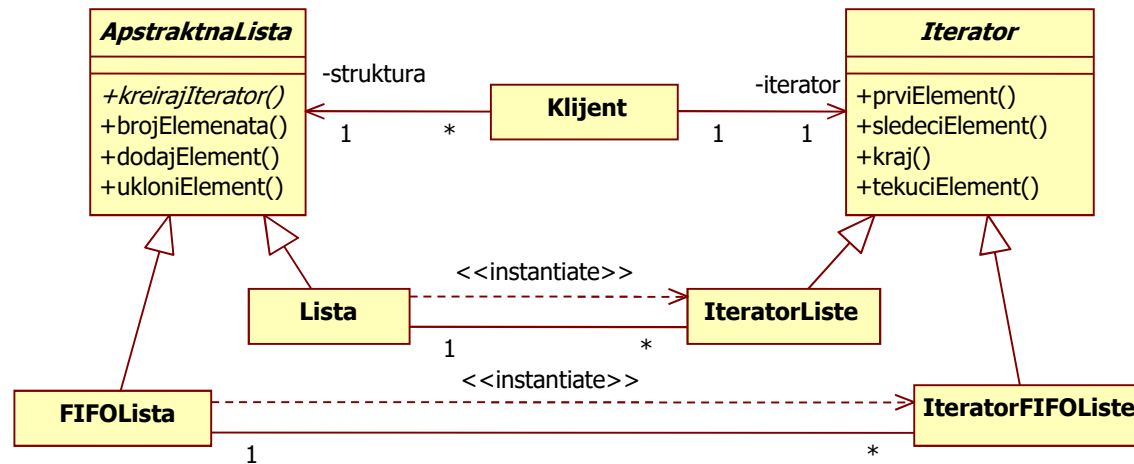 ApstraktnaLista
+kreirajIterator()
+brojElemenata()
+dodajElement()
+ukloniElement()
-struktura
1
*
Klijent
-iterator
1
1
Iterator
+prviElement()
+sledeciElement()
+kraj()
+tekuciElement()
<<instantiate>>
Lista
IteratorListe
1
*
<<instantiate>>
FIFOLista
IteratorFIFOListe
1
*